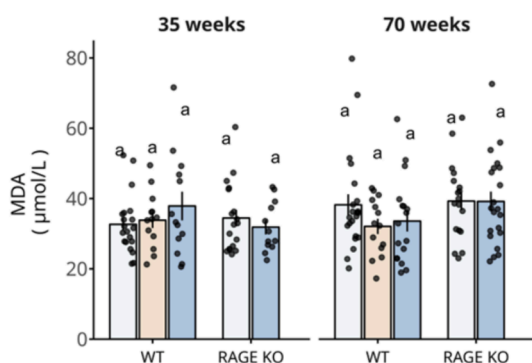 35 weeks 70 weeks
80
60
40
20
0
MDA
( μmol/L)
a a a a a a a a a a
WT RAGE KO WT RAGE KO